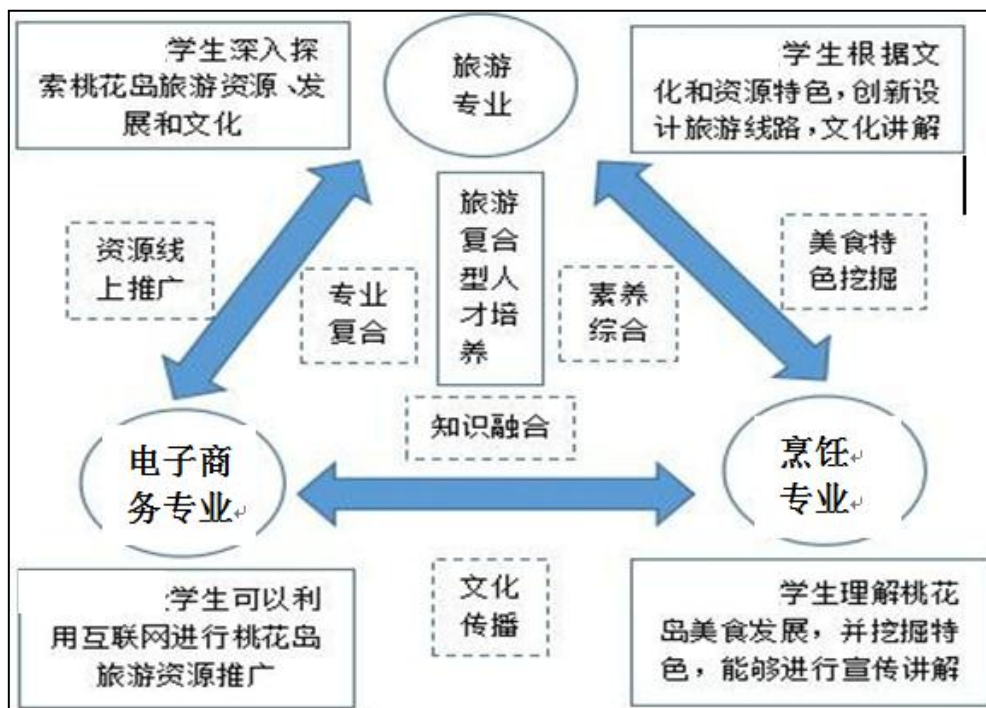 学生深入探
索桃花岛旅游资源、发
展和文化
旅游
专业
学生根据文
化和资源特色，创新设
计旅游线路，文化讲解
资源线
上推广
专业
复合
旅游
复合
型人
才培
养
素养
综合
美食特
色挖掘
知识融合
电子商
务专业
烹饪
专业
文化
传播
学生可以利
用互联网进行桃花岛
旅游资源推广
学生理解桃花
岛美食发展，并挖掘特
色，能够进行宣传讲解